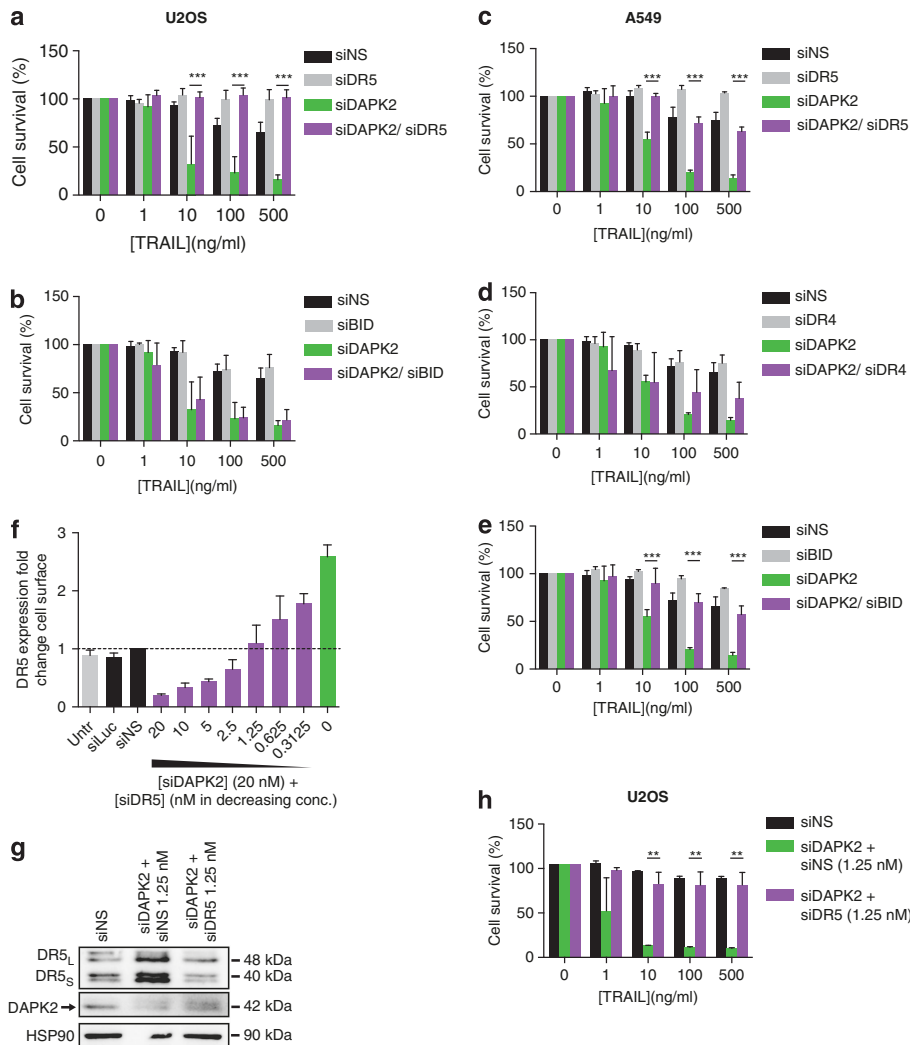 a
U2OS
Cell survival (%)
150
100
50
0
0 1 10 100 500
[TRAIL](ng/ml)
*** *** ***
siNS
siDR5
siDAPK2
siDAPK2/ siDR5
c
A549
Cell survival (%)
150
100
50
0
0 1 10 100 500
[TRAIL](ng/ml)
*** *** ***
siNS
siDR5
siDAPK2
siDAPK2/ siDR5
b
Cell survival (%)
150
100
50
0
0 1 10 100 500
[TRAIL](ng/ml)
siNS
siBID
siDAPK2
siDAPK2/ siBID
d
Cell survival (%)
150
100
50
0
0 1 10 100 500
[TRAIL](ng/ml)
siNS
siDR4
siDAPK2
siDAPK2/ siDR4
f
DR5 expression fold
change cell surface
3
2
1
0
Untr siLuc siNS 20 10 5 2.5 1.25 0.625 0.3125 0
[siDAPK2] (20 nM) +
[siDR5] (nM in decreasing conc.)
e
Cell survival (%)
150
100
50
0
0 1 10 100 500
[TRAIL](ng/ml)
*** *** ***
siNS
siBID
siDAPK2
siDAPK2/ siBID
g
siNS
siDAPK2 +
siNS 1.25 nM
siDAPK2 +
siDR5 1.25 nM
DR5L
48 kDa
DR5S
40 kDa
DAPK2
42 kDa
HSP90
90 kDa
h
U2OS
Cell survival (%)
150
100
50
0
0 1 10 100 500
[TRAIL](ng/ml)
** ** **
siNS
siDAPK2 +
siNS (1.25 nM)
siDAPK2 +
siDR5 (1.25 nM)